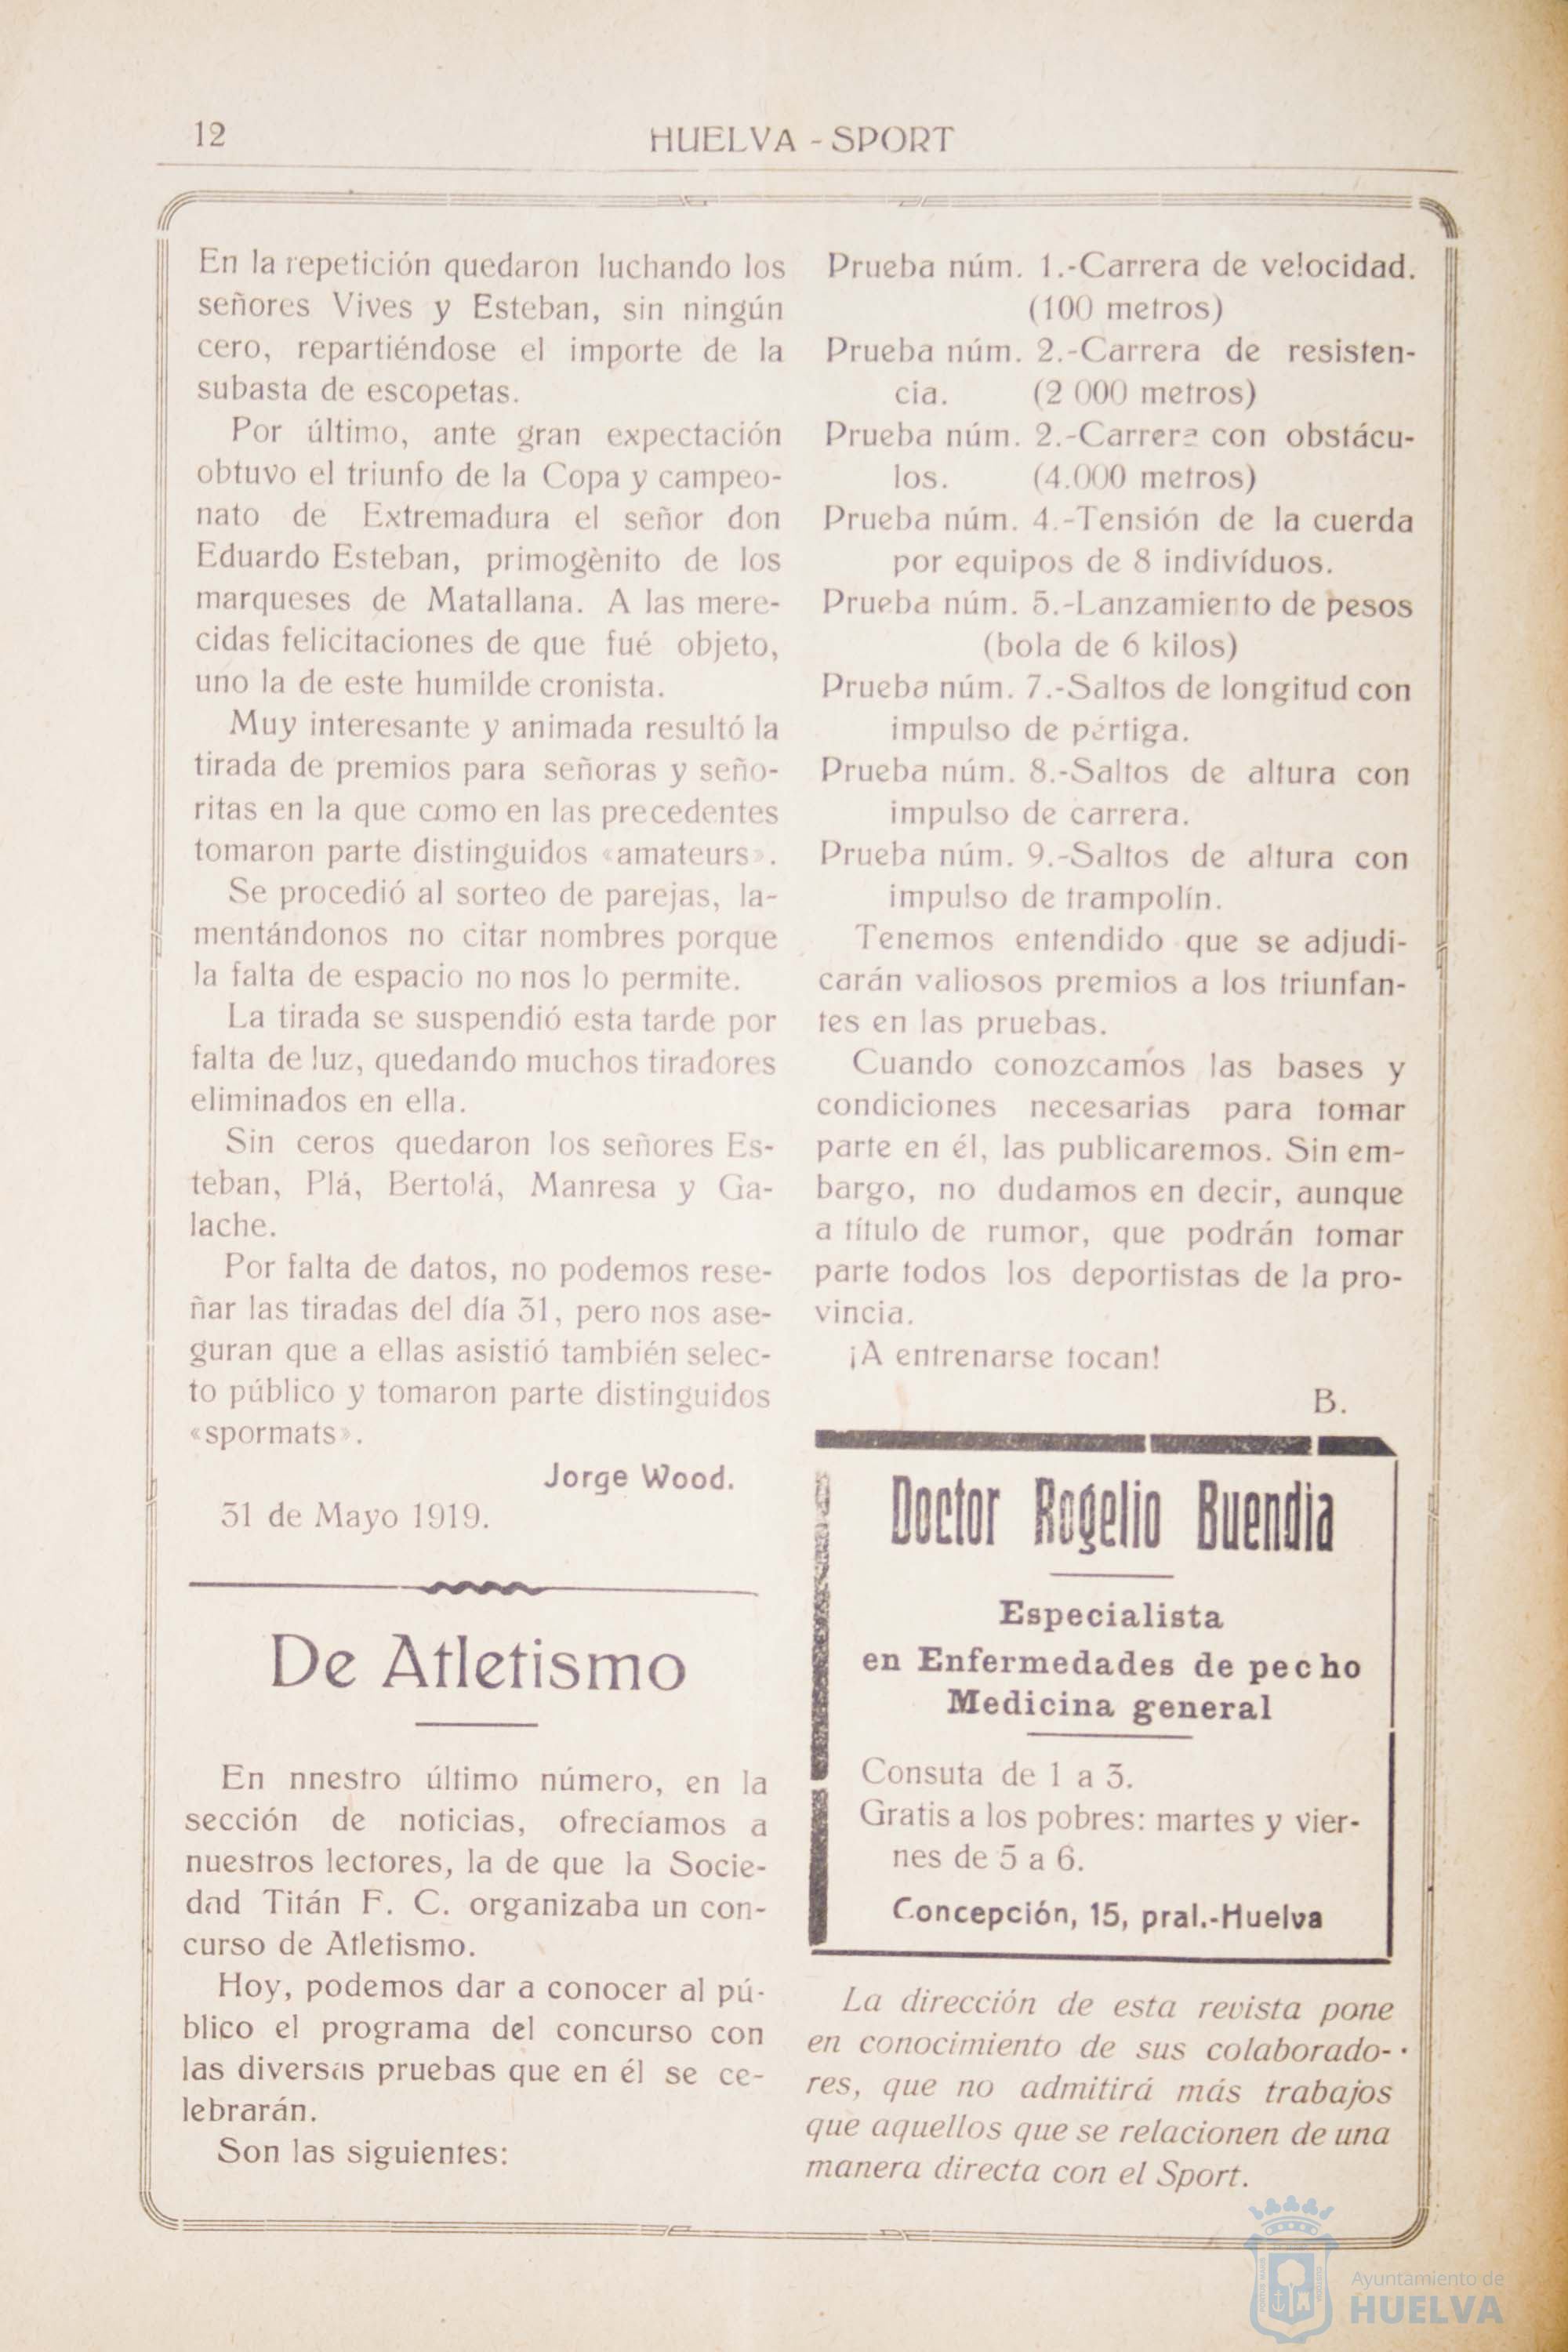 12
HUELVA - SPORT
En la repetición quedaron luchando los
señores Vives y Esteban, sin ningún
cero, repartiéndose el importe de la
subasta de escopetas.
Por último, ante gran expectación
obtuvo el triunfo de la Copa y campeo-
nato de Extremadura el señor don
Eduardo Esteban, primogènito de los
marqueses de Matallana. A las mere-
cidas felicitaciones de que fué objeto,
uno la de este humilde cronista.
Muy interesante y animada resultó la
tirada de premios para señoras y seño-
ritas en la que como en las precedentes
tomaron parte distinguidos «amateurs».
Se procedió al sorteo de parejas, la-
mentándonos no citar nombres porque
la falta de espacio no nos lo permite.
La tirada se suspendió esta tarde por
falta de luz, quedando muchos tiradores
eliminados en ella.
Sin ceros quedaron los señores Es-
teban, Plá, Bertolá, Manresa y Ga-
lache.
Por falta de datos, no podemos rese-
ñar las tiradas del día 31, pero nos ase-
guran que a ellas asistió también selec-
to público y tomaron parte distinguidos
«spormats».
Jorge Wood.
31 de Mayo 1919.
De Atletismo
En nnestro último número, en la
sección de noticias, ofreciamos a
nuestros lectores, la de que la Socie-
dad Titán F. C. organizaba un con-
curso de Atletismo.
Hoy, podemos dar a conocer al pú-
blico el programa del concurso con
las diversas pruebas que en él se ce-
lebrarán.
Son las siguientes:
Prueba núm. 1.-Carrera de velocidad.
(100 metros)
Prueba núm. 2.-Carrera de resisten-
cia. (2 000 metros)
Prueba núm. 2.-Carrera con obstácu-
los. (4.000 metros)
Prueba núm. 4.-Tensión de la cuerda
por equipos de 8 indivíduos.
Prueba núm. 5.-Lanzamiento de pesos
(bola de 6 kilos)
Prueba núm. 7.-Saltos de longitud con
impulso de pértiga.
Prueba núm. 8.-Saltos de altura con
impulso de carrera.
Prueba núm. 9.-Saltos de altura con
impulso de trampolín.
Tenemos entendido que se adjudi-
carán valiosos premios a los triunfan-
tes en las pruebas.
Cuando conozcamos las bases y
condiciones necesarias para tomar
parte en él, las publicaremos. Sin em-
bargo, no dudamos en decir, aunque
a título de rumor, que podrán tomar
parte todos los deportistas de la pro-
vincia.
¡A entrenarse tocan!
B.
Doctor Rogelio Buendia
Especialista
en Enfermedades de pecho
Medicina general
Consuta de 1 a 3.
Gratis a los pobres: martes y vier-
nes de 5 a 6.
Concepción, 15, pral.-Huelva
La dirección de esta revista pone
en conocimiento de sus colaborado-
res, que no admitirá más trabajos
que aquellos que se relacionen de una
manera directa con el Sport.
Ayuntamiento de
HUELVA